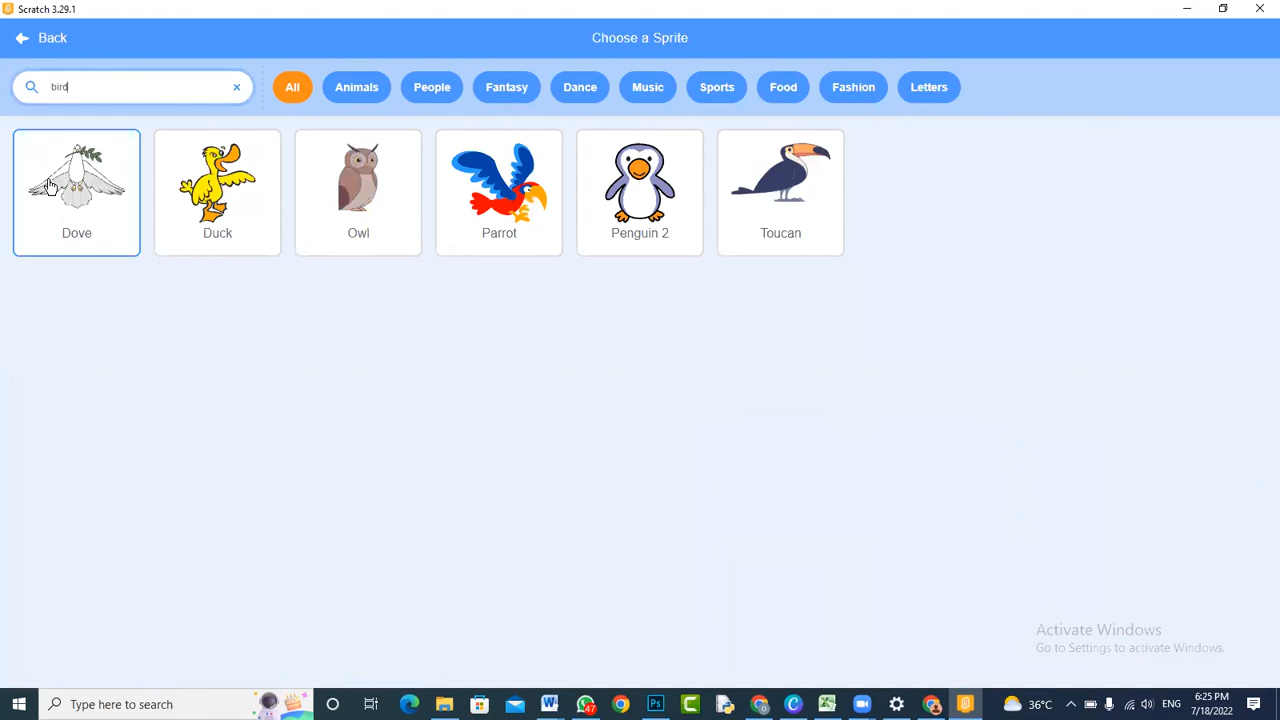 Scratch 3.29.1
Back
Choose a Sprite
bird
All
Animals
People
Fantasy
Dance
Music
Sports
Food
Fashion
Letters
Dove
Duck
Owl
Parrot
Penguin 2
Toucan
Activate Windows
Go to Settings to activate Windows.
Type here to search
W
47
Ps
C
36°C
ENG
6:25 PM
7/18/2022